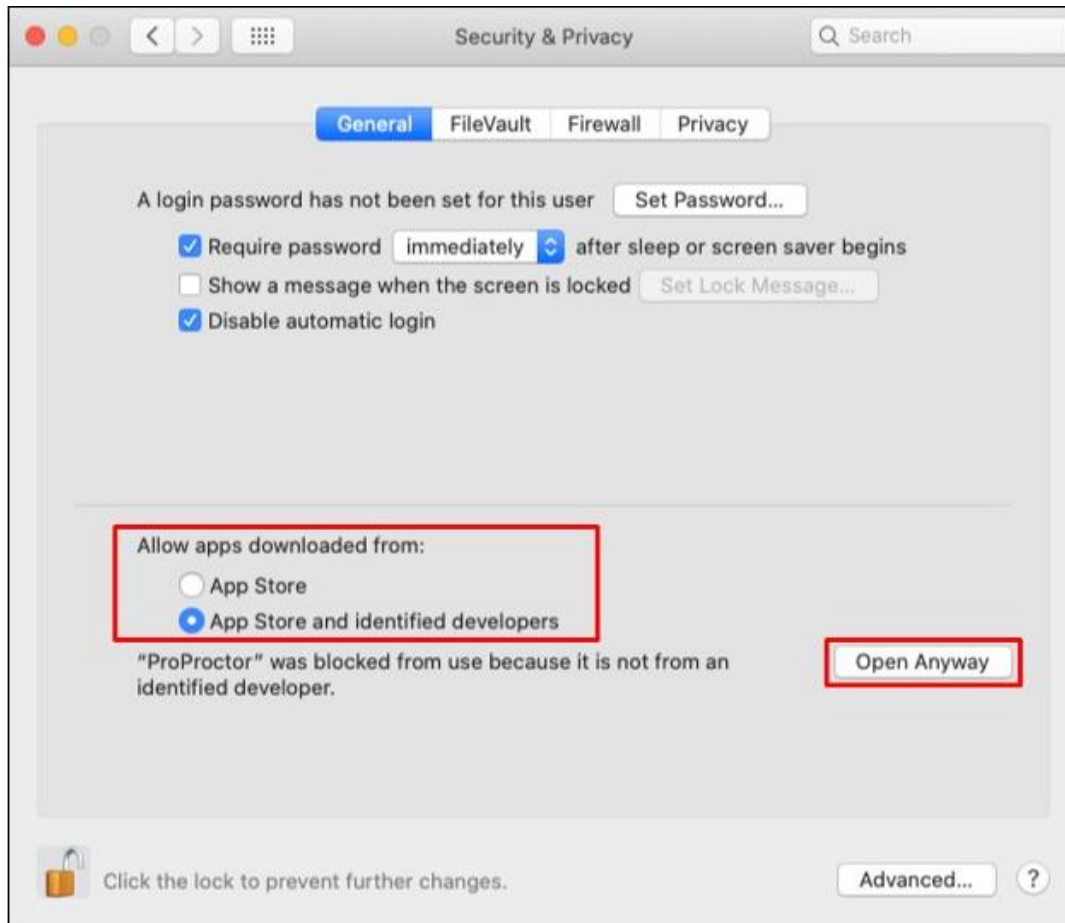 Security & Privacy
Search
General FileVault Firewall Privacy
A login password has not been set for this user Set Password...
Require password immediately after sleep or screen saver begins
Show a message when the screen is locked Set Lock Message...
Disable automatic login
Allow apps downloaded from:
App Store
App Store and identified developers
“ProProctor” was blocked from use because it is not from an
identified developer.
Open Anyway
Click the lock to prevent further changes.
Advanced... ?